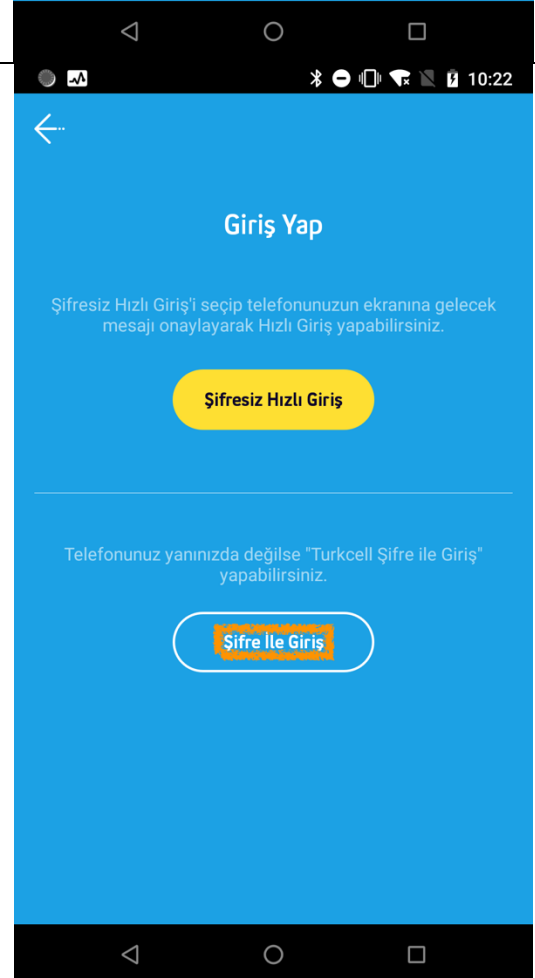 10:22
Giriş Yap
Şifresiz Hızlı Giriş'i seçip telefonunuzun ekranına gelecek
mesajı onaylayarak Hızlı Giriş yapabilirsiniz.
Şifresiz Hızlı Giriş
Telefonunuz yanınızda değilse "Turkcell Şifre ile Giriş"
yapabilirsiniz.
Şifre İle Giriş